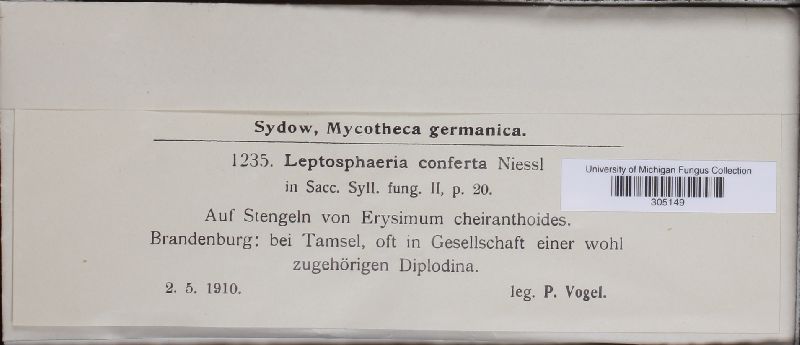 Sydow, Mycotheca germanica.
1235. Leptosphaeria conferta Niessl
in Sacc. Syll. fung. II, p. 20.
University of Michigan Fungus Collection
305149
Auf Stengeln von Erysimum cheiranthoides.
Brandenburg: bei Tamsel, oft in Gesellschaft einer wohl
zugehörigen Diplodina.
2. 5. 1910. leg. P. Vogel.